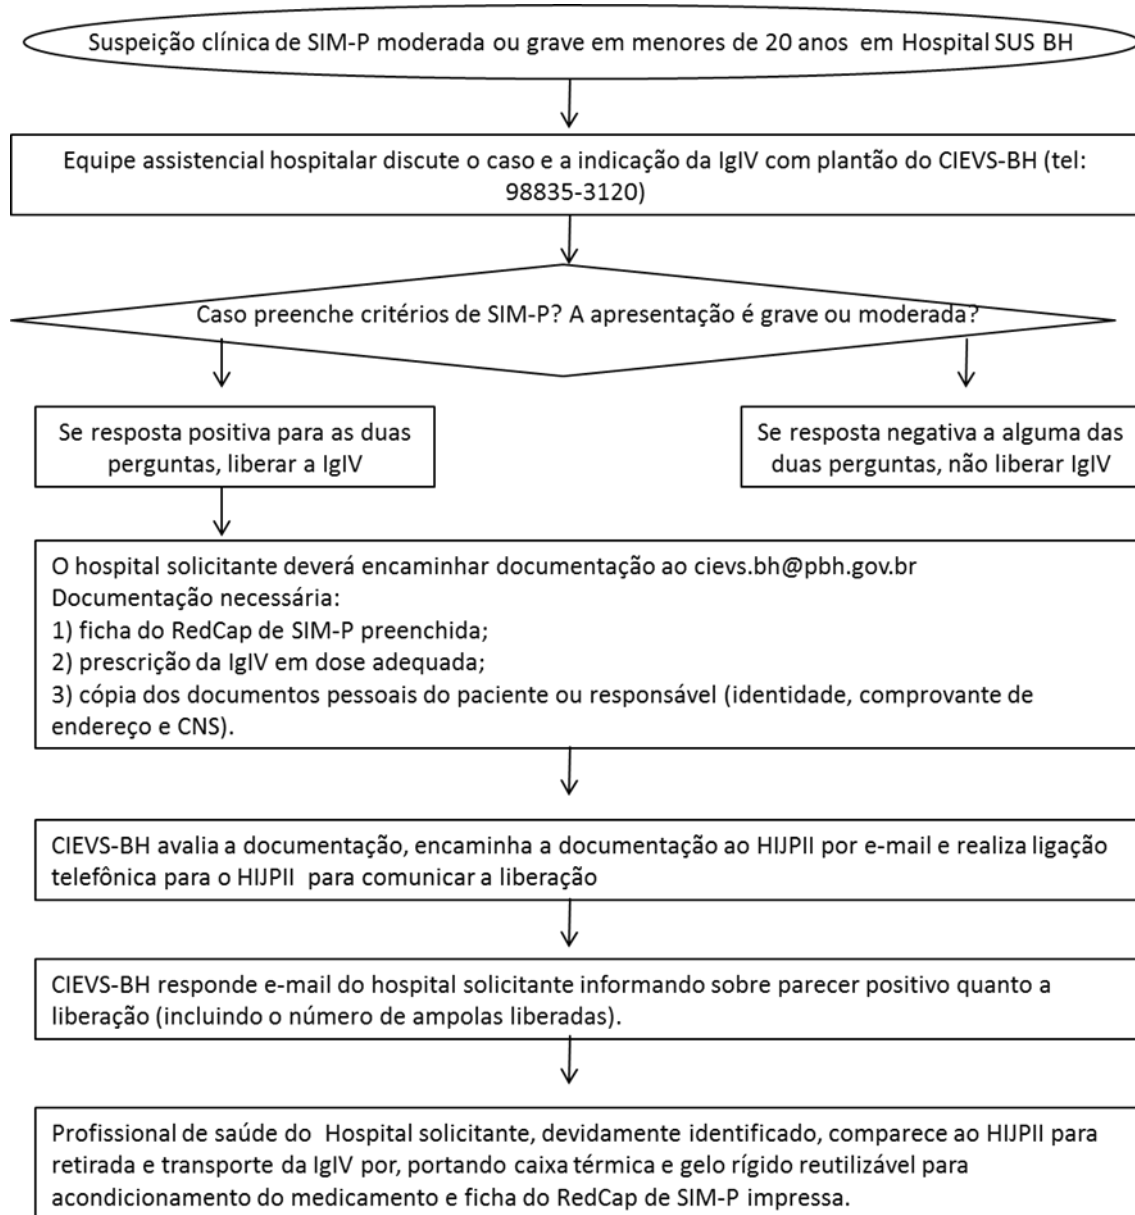 Suspeição clínica de SIM-P moderada ou grave em menores de 20 anos em Hospital SUS BH
Equipe assistencial hospitalar discute o caso e a indicação da IgIV com plantão do CIEVS-BH (tel:
98835-3120)
Caso preenche critérios de SIM-P? A apresentação é grave ou moderada?
Se resposta positiva para as duas
perguntas, liberar a IgIV
Se resposta negativa a alguma das
duas perguntas, não liberar IgIV
O hospital solicitante deverá encaminhar documentação ao cievs.bh@pbh.gov.br
Documentação necessária:
1) ficha do RedCap de SIM-P preenchida;
2) prescrição da IgIV em dose adequada;
3) cópia dos documentos pessoais do paciente ou responsável (identidade, comprovante de
endereço e CNS).
CIEVS-BH avalia a documentação, encaminha a documentação ao HIJPII por e-mail e realiza ligação
telefônica para o HIJPII para comunicar a liberação
CIEVS-BH responde e-mail do hospital solicitante informando sobre parecer positivo quanto a
liberação (incluindo o número de ampolas liberadas).
Profissional de saúde do Hospital solicitante, devidamente identificado, comparece ao HIJPII para
retirada e transporte da IgIV por, portando caixa térmica e gelo rígido reutilizável para
acondicionamento do medicamento e ficha do RedCap de SIM-P impressa.